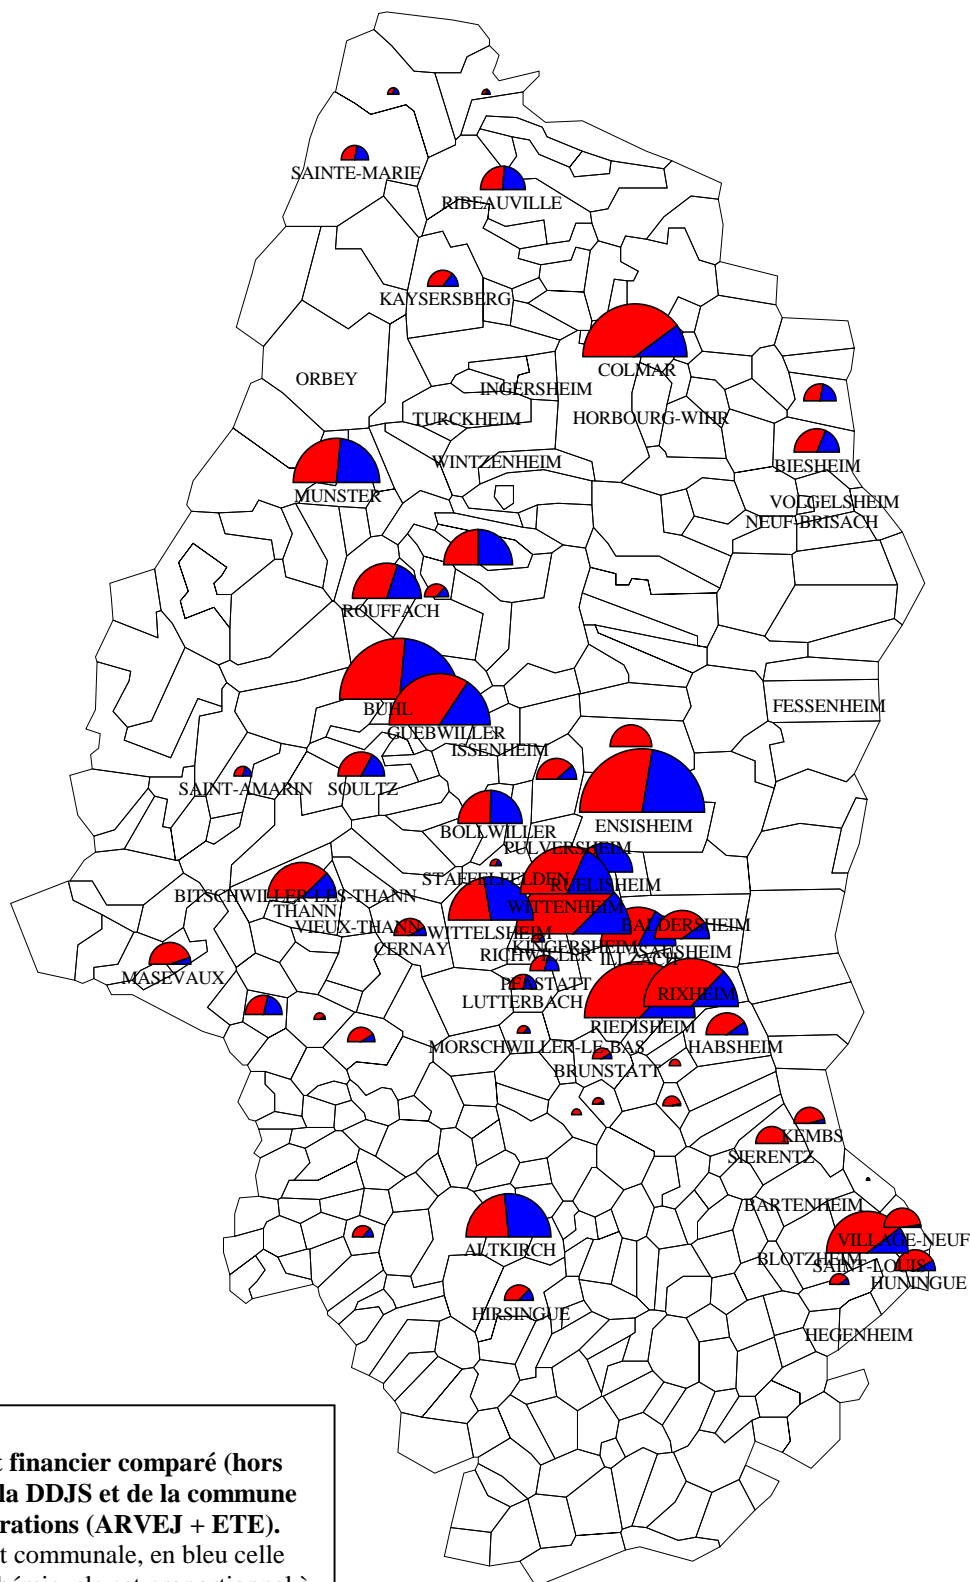 SAINTE-MARIE
RIBEAUVILLE
KAYSERSBERG
COLMAR
ORBEY
INGERSHEIM
TURCKHEIM
HORBOURG-WIHR
WINTZENHEIM
BIESHEIM
MUNSTER
VOLGELSHEIM
NEUF-BRISACH
ROUFFACH
BUHL
FESSENHEIM
GUEBWILLER
ISSENHEIM
SAINT-AMARIN
SOULTZ
ENSISHEIM
BOLLWILLER
PULVERSHEIM
STAFFELFELDEN
RUELISHEIM
BITSCHWILLER-LES-THANN
THANN
WITTENHEIM
VIEUX-THANN
WITTELSHEIM
BALDERSHEIM
CERNAY
KINGERSHEIM
SAUSHEIM
RICHWILLER
ILLZACH
MASEVAUX
PFASTATT
RIXHEIM
LUTTERBACH
RIEDISHEIM
MORSCHWILLER-LE-BAS
HABSHEIM
BRUNSTATT
KEMBS
SIERENTZ
BARTENHEIM
VILLAGE-NEUF
ALTKIRCH
BLOTZHEIM
SAINT-LOUIS
HUNINGUE
HIRSINGUE
HEGENHEIM
t financier comparé (hors
la DDJS et de la commune
rations (ARVEJ + ETE).
t communale, en bleu celle